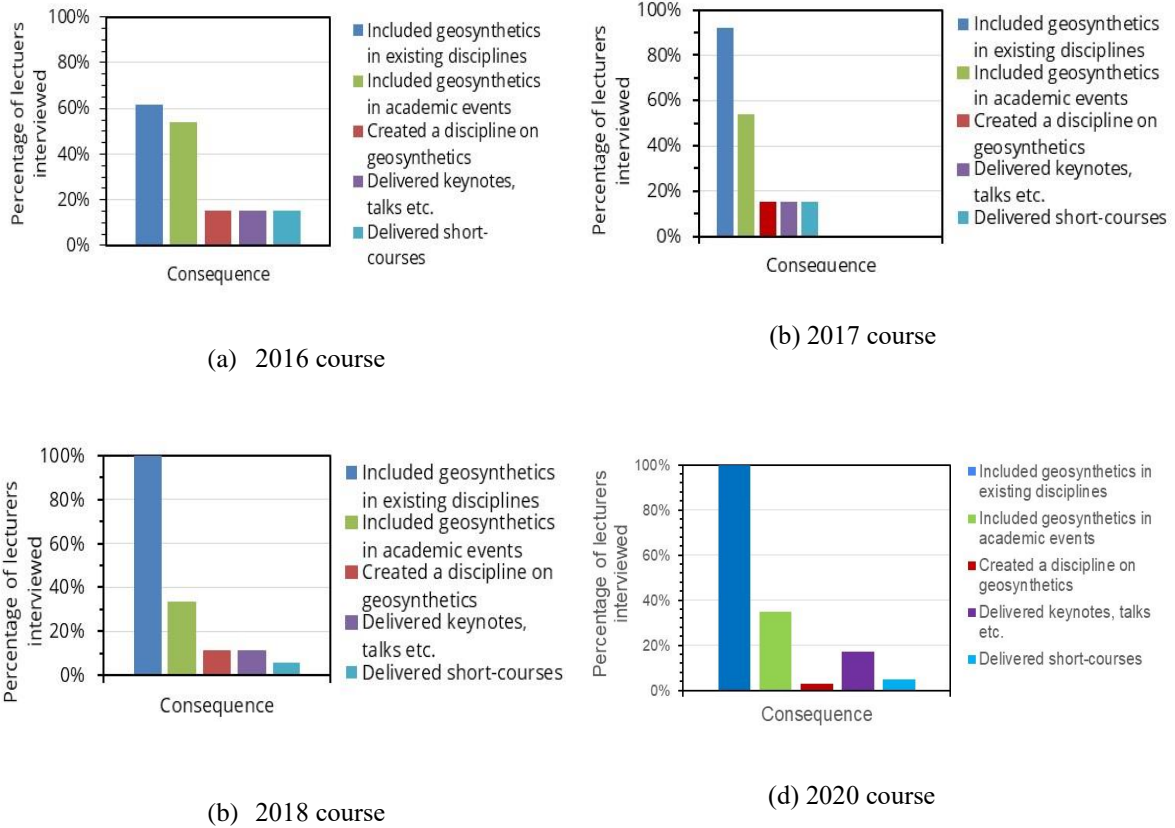 100%
80%
60%
40%
20%
0%
Percentage of lectuurers
interviewed
Consequence
Included geosynthetics
in existing disciplines
Included geosynthetics
in academic events
Created a discipline on
geosynthetics
Delivered keynotes,
talks etc.
Delivered short-
courses
(a) 2016 course
100%
80%
60%
40%
20%
0%
Percentage of lecturers
interviewed
Consequence
Included geosynthetics
in existing disciplines
Included geosynthetics
in academic events
Created a discipline on
geosynthetics
Delivered keynotes,
talks etc.
Delivered short-courses
(b) 2017 course
100%
80%
60%
40%
20%
0%
Percentage of lecturers
interviewed
Consequence
Included geosynthetics
in existing disciplines
Included geosynthetics
in academic events
Created a discipline on
geosynthetics
Delivered keynotes,
talks etc.
Delivered short-courses
(b) 2018 course
100%
80%
60%
40%
20%
0%
Percentage of lecturers
interviewed
Consequence
Included geosynthetics in
existing disciplines
Included geosynthetics in
academic events
Created a discipline on
geosynthetics
Delivered keynotes, talks
etc.
Delivered short-courses
(d) 2020 course